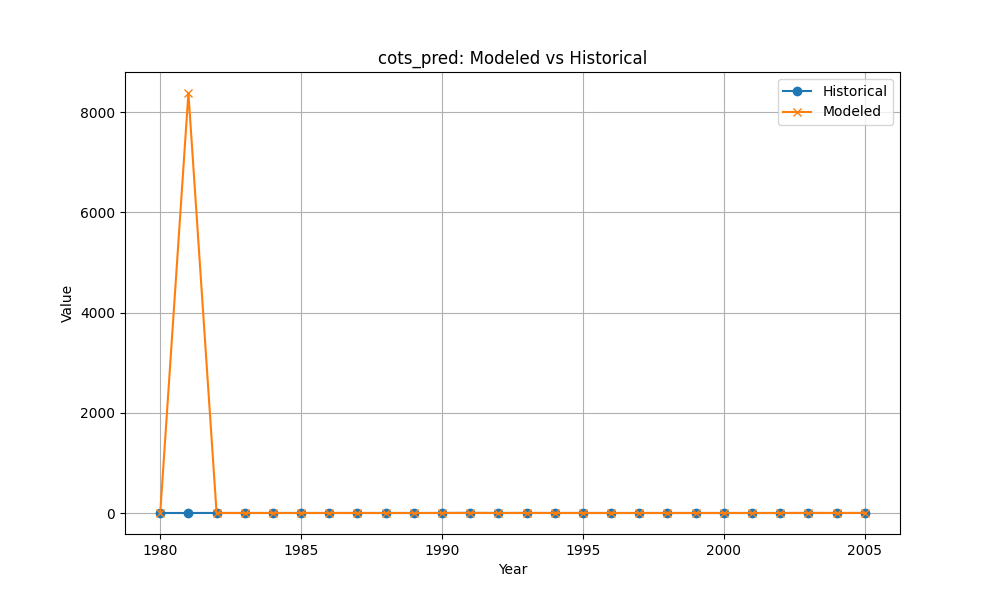 cots_pred: Modeled vs Historical
Historical
Modeled
8000
6000
4000
2000
0
Value
1980
1985
1990
1995
2000
2005
Year